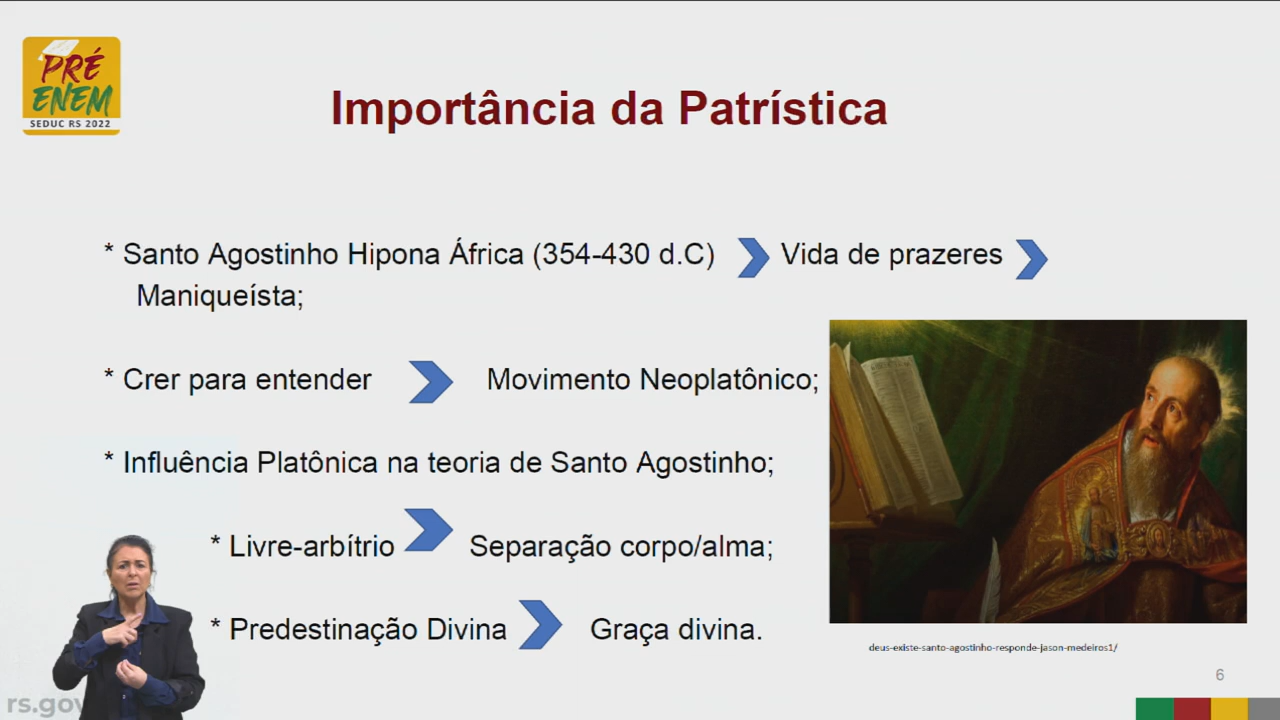 PRÉ
ENEM
SEDUC RS 2022
Importância da Patrística
* Santo Agostinho Hipona África (354-430 d.C) Vida de prazeres
Maniqueísta;
* Crer para entender Movimento Neoplatônico;
* Influência Platônica na teoria de Santo Agostinho;
* Livre-arbítrio Separação corpo/alma;
* Predestinação Divina Graça divina.
deus-existe-santo-agostinho-responde-jason-medeiros1/
6
rs.gov